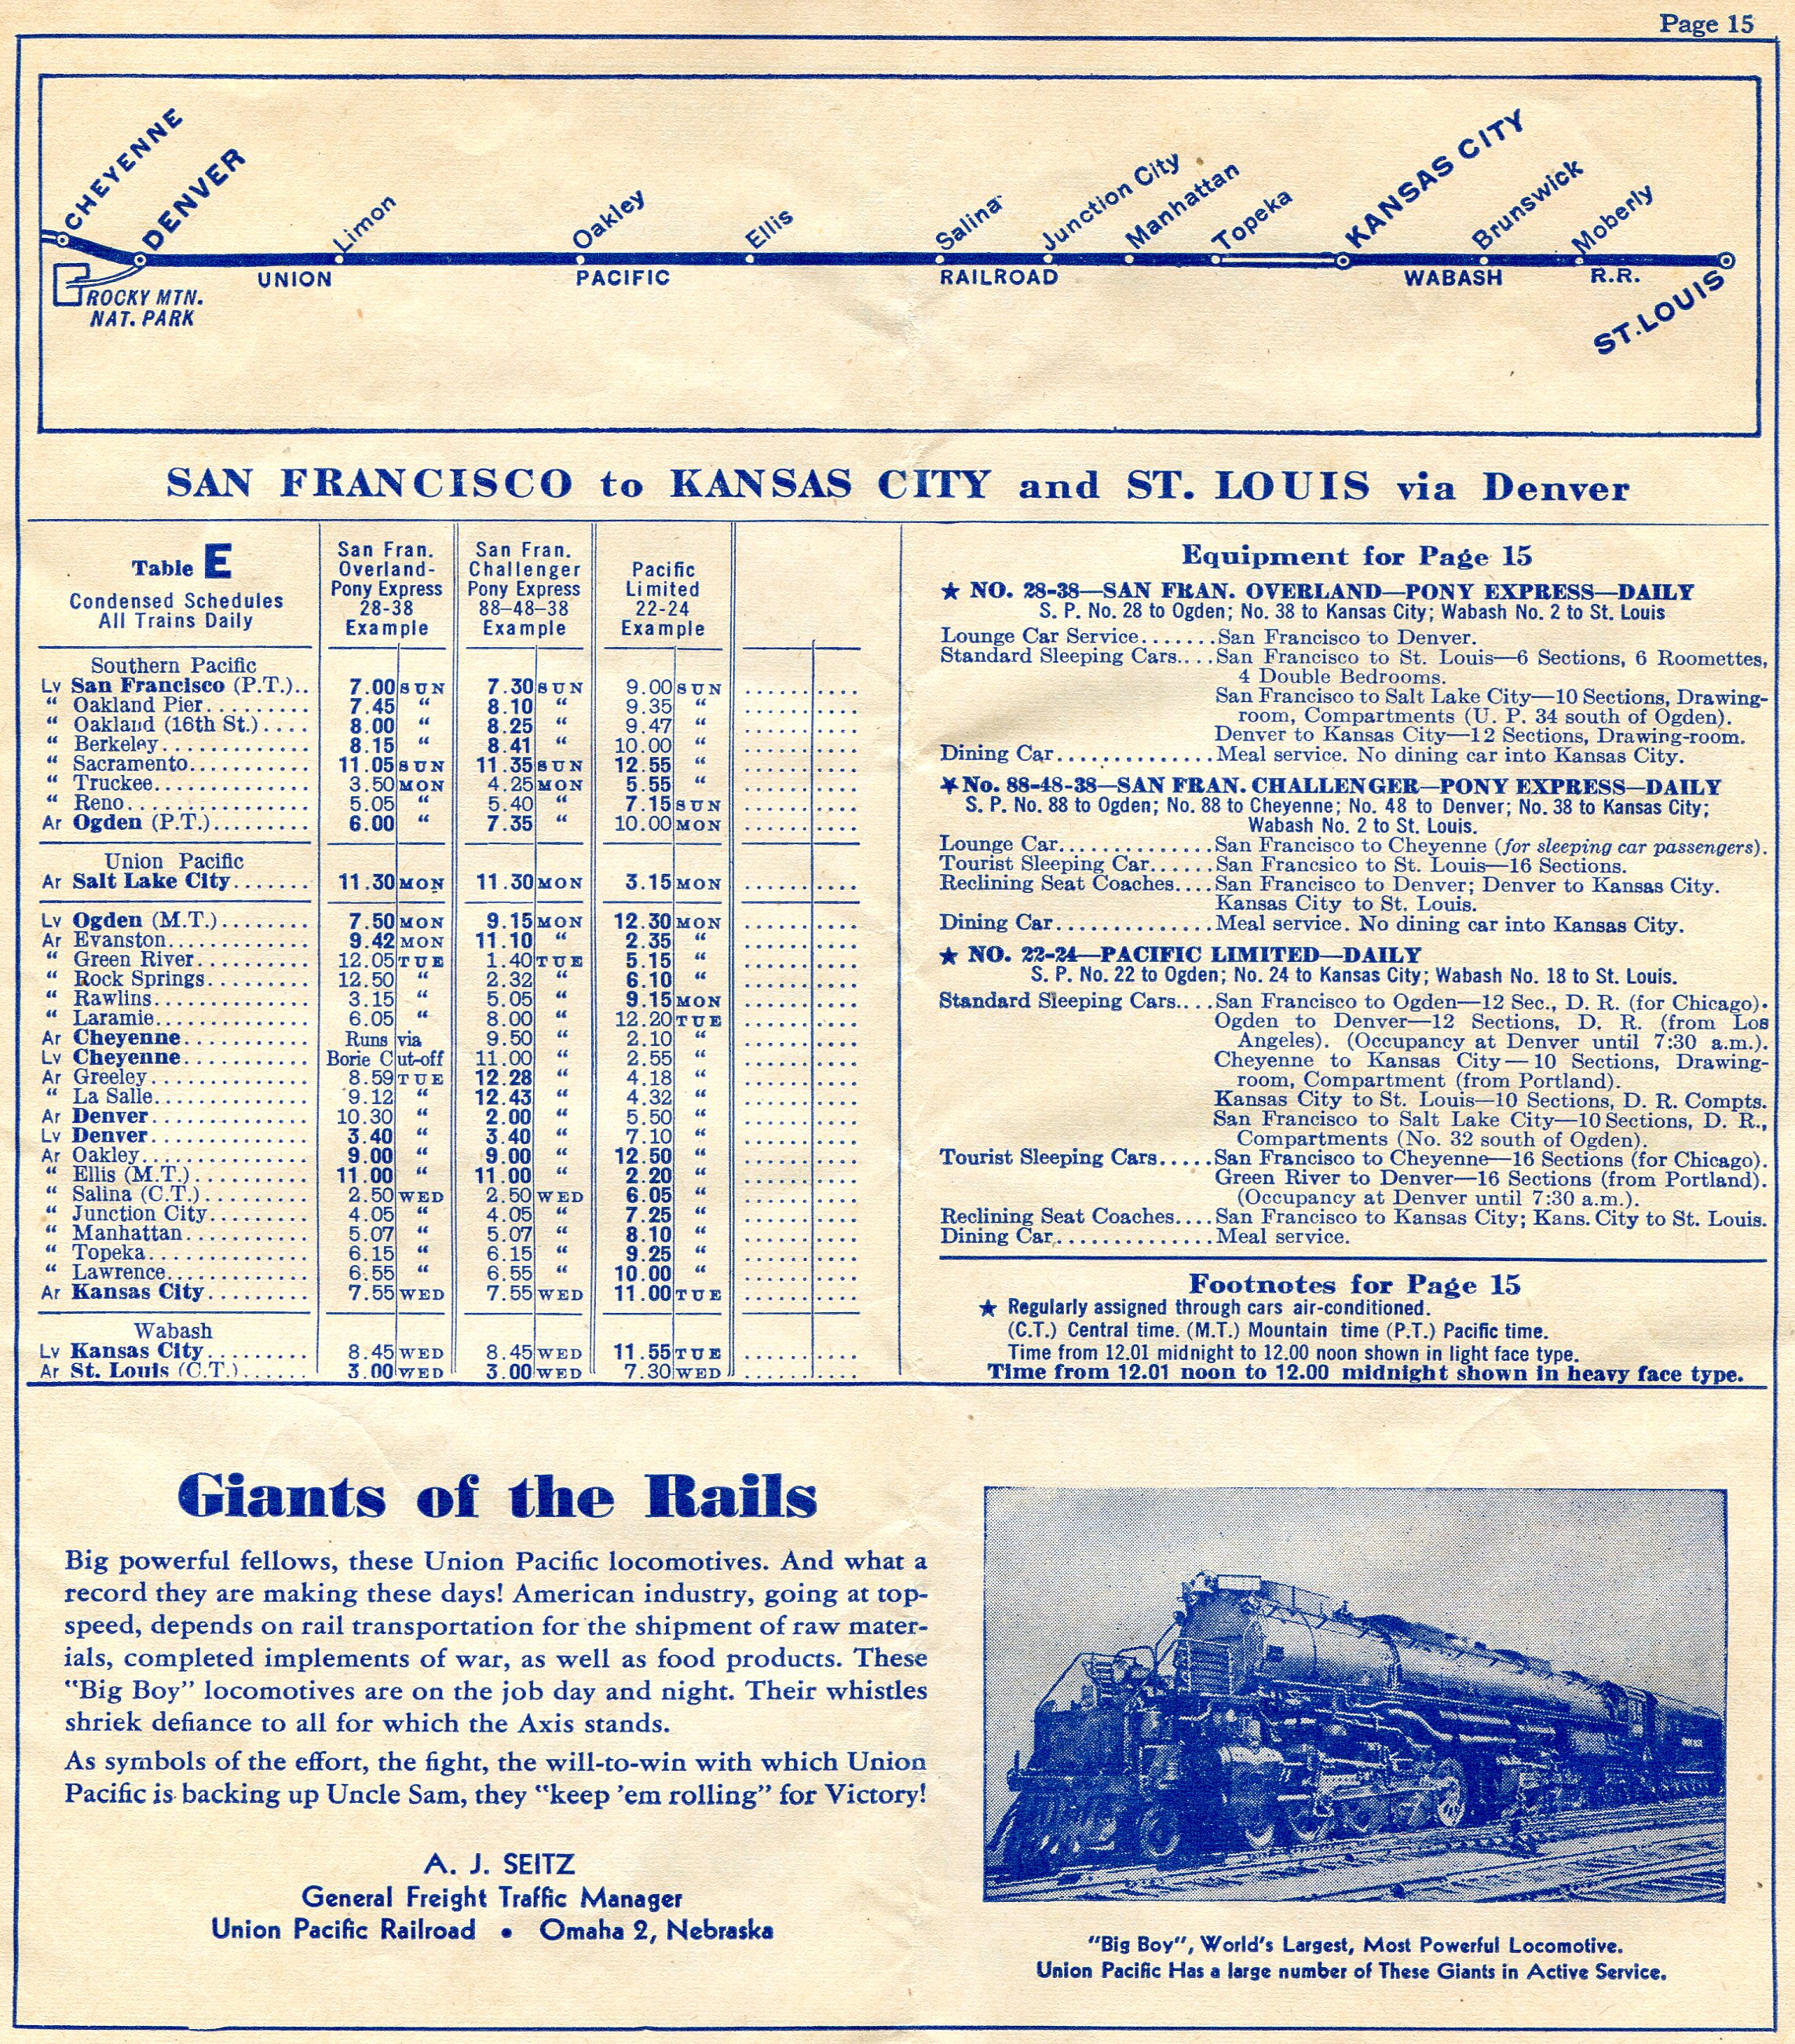 Page 15
CHEYENNE
DENVER
Limon
Oakley
Ellis
Salina
Junction City
Manhattan
Topeka
KANSAS CITY
Brunswick
Moberly
ST. LOUIS
UNION PACIFIC RAILROAD WABASH R.R.
ROCKY MTN.
NAT. PARK
SAN FRANCISCO to KANSAS CITY and ST. LOUIS via Denver
Table E
Condensed Schedules
All Trains Daily
San Fran.
Overland-
Pony Express
28-38
Example
San Fran.
Challenger
Pony Express
88–48–38
Example
Pacific
Limited
22-24
Example
Southern Pacific
Lv San Francisco (P.T.).. 7.00 SUN 7.30 SUN 9.00 SUN
“ Oakland Pier......... 7.45 “ 8.10 “ 9.35 “
“ Oakland (16th St.).... 8.00 “ 8.25 “ 9.47 “
“ Berkeley............. 8.15 “ 8.41 “ 10.00 “
“ Sacramento.......... 11.05 SUN 11.35 SUN 12.55 “
“ Truckee............. 3.50 MON 4.25 MON 5.55 “
“ Reno................ 5.05 “ 5.40 “ 7.15 SUN
Ar Ogden (P.T.)........ 6.00 “ 7.35 “ 10.00 MON
Union Pacific
Ar Salt Lake City....... 11.30 MON 11.30 MON 3.15 MON
Lv Ogden (M.T.)........ 7.50 MON 9.15 MON 12.30 MON
Ar Evanston............ 9.42 MON 11.10 “ 2.35 “
“ Green River.......... 12.05 TUE 1.40 TUE 5.15 “
“ Rock Springs......... 12.50 “ 2.32 “ 6.10 “
“ Rawlins............. 3.15 “ 5.05 “ 9.15 MON
“ Laramie............. 6.05 “ 8.00 “ 12.20 TUE
Ar Cheyenne........... Runs via 9.50 “ 2.10 “
Lv Cheyenne........... Borie Cut-off 11.00 “ 2.55 “
Ar Greeley............. 8.59 TUE 12.28 “ 4.18 “
“ La Salle............. 9.12 “ 12.43 “ 4.32 “
Ar Denver.............. 10.30 “ 2.00 “ 5.50 “
Lv Denver.............. 3.40 “ 3.40 “ 7.10 “
Ar Oakley.............. 9.00 “ 9.00 “ 12.50 “
“ Ellis (M.T.).......... 11.00 “ 11.00 “ 2.20 “
“ Salina (C.T.)......... 2.50 WED 2.50 WED 6.05 “
“ Junction City........ 4.05 “ 4.05 “ 7.25 “
“ Manhattan........... 5.07 “ 5.07 “ 8.10 “
“ Topeka.............. 6.15 “ 6.15 “ 9.25 “
“ Lawrence............ 6.55 “ 6.55 “ 10.00 “
Ar Kansas City......... 7.55 WED 7.55 WED 11.00 TUE
Wabash
Lv Kansas City......... 8.45 WED 8.45 WED 11.55 TUE
Ar St. Louis (C.T.)...... 3.00 WED 3.00 WED 7.30 WED
Equipment for Page 15
★ NO. 28-38—SAN FRAN. OVERLAND—PONY EXPRESS—DAILY
S. P. No. 28 to Ogden; No. 38 to Kansas City; Wabash No. 2 to St. Louis
Lounge Car Service.......San Francisco to Denver.
Standard Sleeping Cars....San Francisco to St. Louis—6 Sections, 6 Roomettes,
4 Double Bedrooms.
San Francisco to Salt Lake City—10 Sections, Drawing-
room, Compartments (U. P. 34 south of Ogden).
Denver to Kansas City—12 Sections, Drawing-room.
Dining Car..............Meal service. No dining car into Kansas City.
★No. 88-48-38—SAN FRAN. CHALLENGER—PONY EXPRESS—DAILY
S. P. No. 88 to Ogden; No. 88 to Cheyenne; No. 48 to Denver; No. 38 to Kansas City;
Wabash No. 2 to St. Louis.
Lounge Car..............San Francisco to Cheyenne (for sleeping car passengers).
Tourist Sleeping Car......San Francsico to St. Louis—16 Sections.
Reclining Seat Coaches....San Francisco to Denver; Denver to Kansas City.
Kansas City to St. Louis.
Dining Car..............Meal service. No dining car into Kansas City.
★ NO. 22-24—PACIFIC LIMITED—DAILY
S. P. No. 22 to Ogden; No. 24 to Kansas City; Wabash No. 18 to St. Louis.
Standard Sleeping Cars....San Francisco to Ogden—12 Sec., D. R. (for Chicago).
Ogden to Denver—12 Sections, D. R. (from Los
Angeles). (Occupancy at Denver until 7:30 a.m.).
Cheyenne to Kansas City—10 Sections, Drawing-
room, Compartment (from Portland).
Kansas City to St. Louis—10 Sections, D. R. Compts.
San Francisco to Salt Lake City—10 Sections, D. R.,
Compartments (No. 32 south of Ogden).
Tourist Sleeping Cars.....San Francisco to Cheyenne—16 Sections (for Chicago).
Green River to Denver—16 Sections (from Portland).
(Occupancy at Denver until 7:30 a.m.).
Reclining Seat Coaches....San Francisco to Kansas City; Kans. City to St. Louis.
Dining Car..............Meal service.
Footnotes for Page 15
★ Regularly assigned through cars air-conditioned.
(C.T.) Central time. (M.T.) Mountain time (P.T.) Pacific time.
Time from 12.01 midnight to 12.00 noon shown in light face type.
Time from 12.01 noon to 12.00 midnight shown in heavy face type.
Giants of the Rails
Big powerful fellows, these Union Pacific locomotives. And what a
record they are making these days! American industry, going at top-
speed, depends on rail transportation for the shipment of raw mater-
ials, completed implements of war, as well as food products. These
“Big Boy” locomotives are on the job day and night. Their whistles
shriek defiance to all for which the Axis stands.
As symbols of the effort, the fight, the will-to-win with which Union
Pacific is backing up Uncle Sam, they “keep ’em rolling” for Victory!
A. J. SEITZ
General Freight Traffic Manager
Union Pacific Railroad • Omaha 2, Nebraska
“Big Boy”, World's Largest, Most Powerful Locomotive.
Union Pacific Has a large number of These Giants in Active Service.